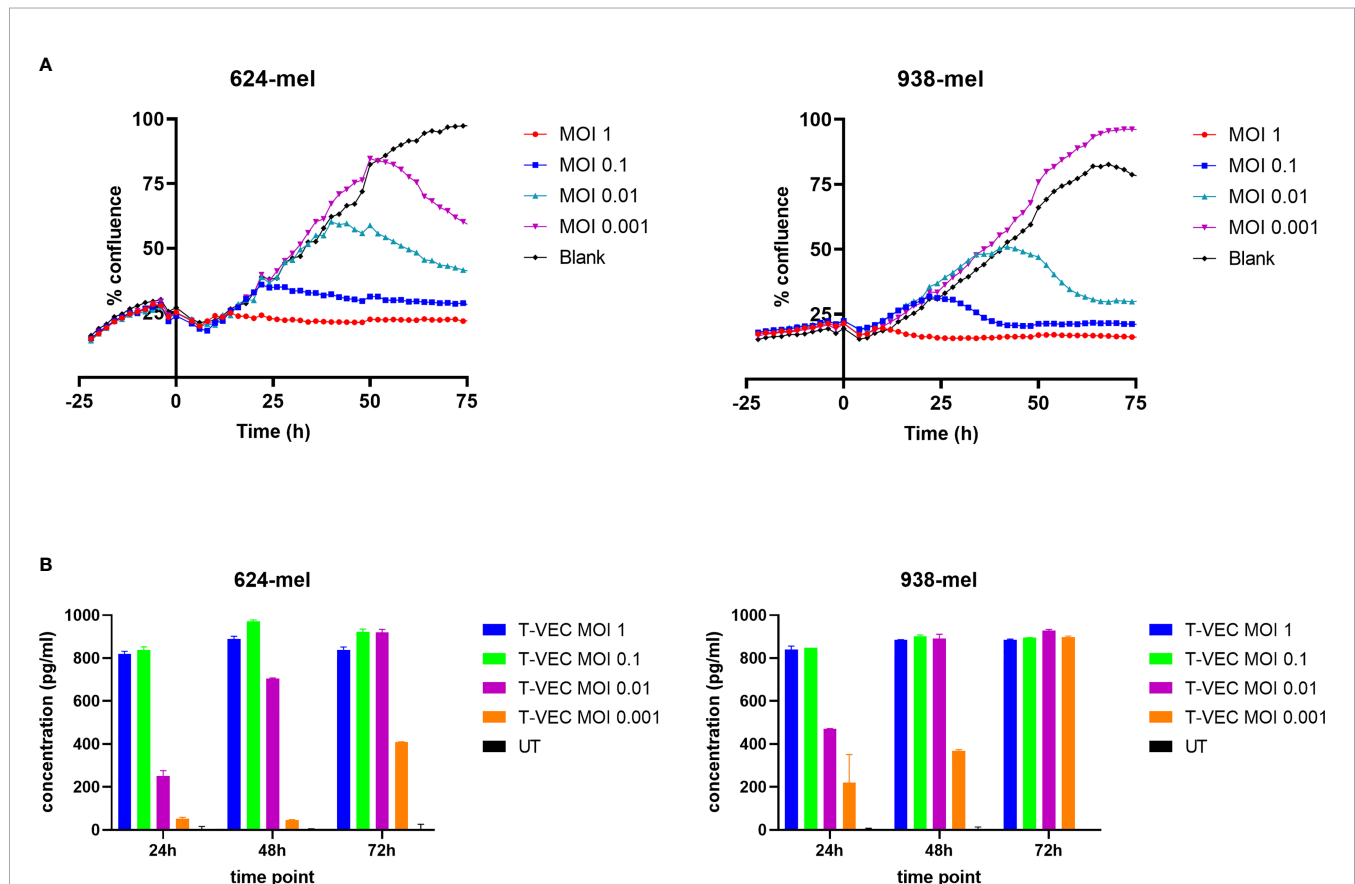 A
624-mel
% confluence
100
75
50
25
-25 0 25 50 75
Time (h)
MOI 1
MOI 0.1
MOI 0.01
MOI 0.001
Blank
938-mel
% confluence
100
75
50
25
-25 0 25 50 75
Time (h)
MOI 1
MOI 0.1
MOI 0.01
MOI 0.001
Blank
B
624-mel
concentration (pg/ml)
1000
800
600
400
200
0
24h 48h 72h
time point
T-VEC MOI 1
T-VEC MOI 0.1
T-VEC MOI 0.01
T-VEC MOI 0.001
UT
938-mel
concentration (pg/ml)
1000
800
600
400
200
0
24h 48h 72h
time point
T-VEC MOI 1
T-VEC MOI 0.1
T-VEC MOI 0.01
T-VEC MOI 0.001
UT